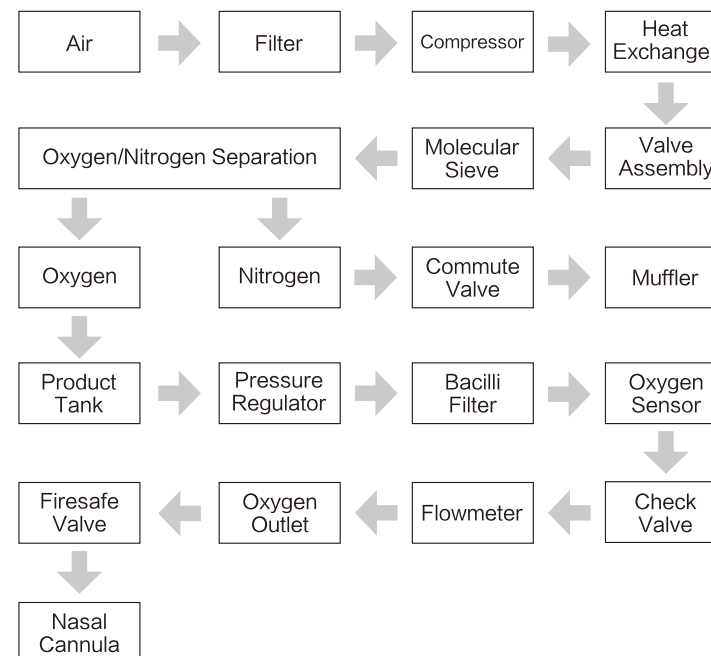 Air
Filter
Compressor
Heat
Exchange
Oxygen/Nitrogen Separation
Molecular
Sieve
Valve
Assembly
Oxygen
Nitrogen
Commute
Valve
Muffler
Product
Tank
Pressure
Regulator
Bacilli
Filter
Oxygen
Sensor
Firesafe
Valve
Oxygen
Outlet
Flowmeter
Check
Valve
Nasal
Cannula